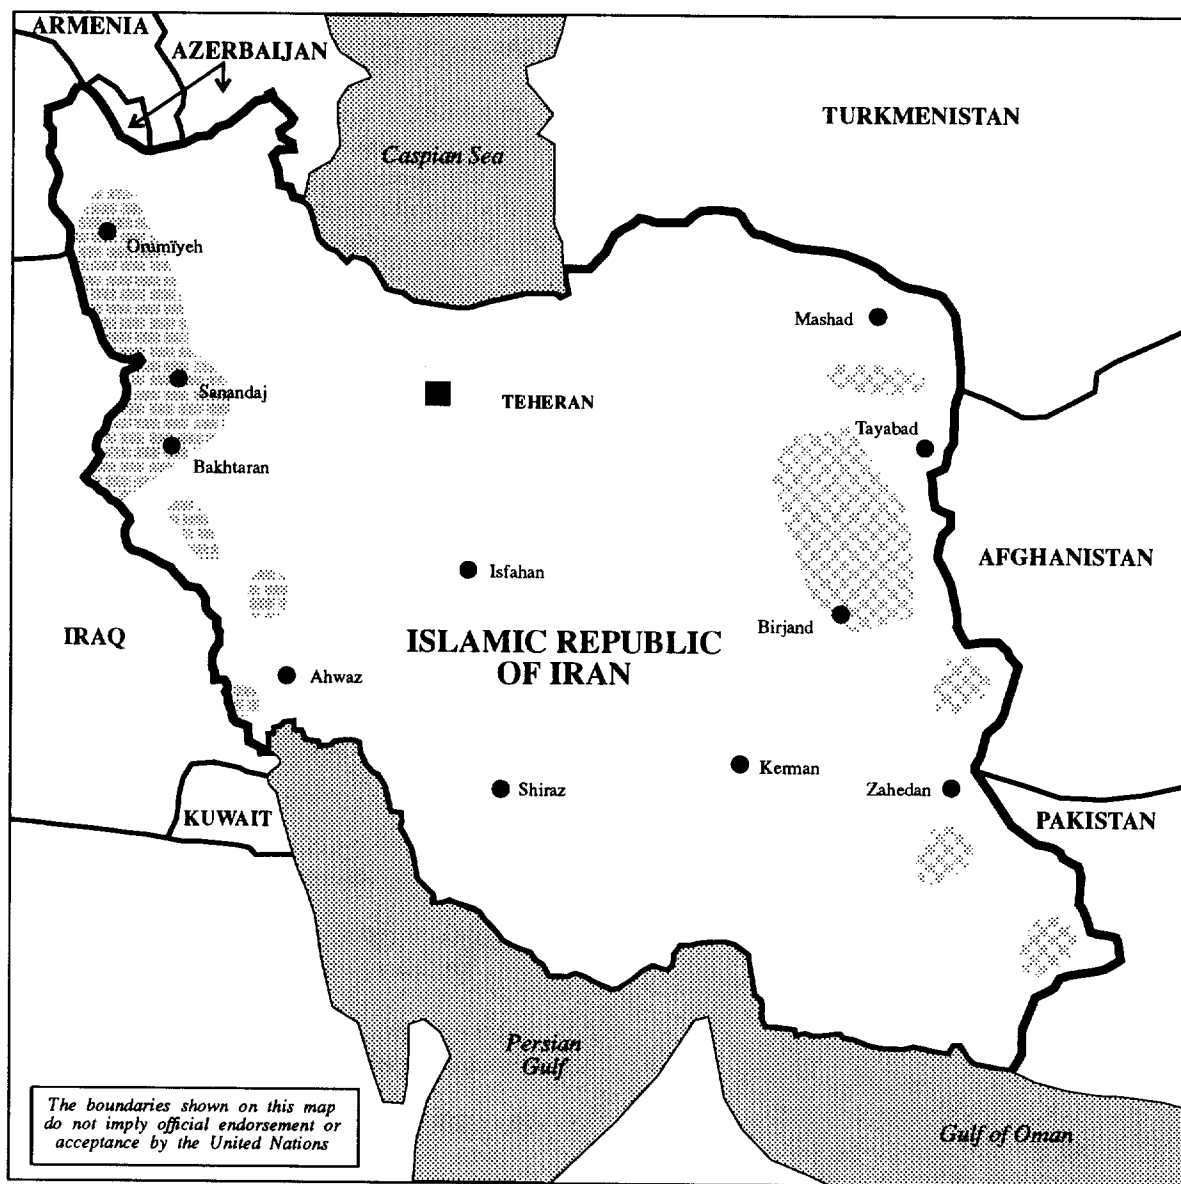 ARMENIA
AZERBAIJAN
TURKMENISTAN
Caspian Sea
Orumïyeh
Mashad
Sanandaj
TEHERAN
Tayabad
Bakhtaran
AFGHANISTAN
Isfahan
Birjand
IRAQ
ISLAMIC REPUBLIC
OF IRAN
Ahwaz
Kerman
Shiraz
Zahedan
KUWAIT
PAKISTAN
Persian
Gulf
The boundaries shown on this map
do not imply official endorsement or
acceptance by the United Nations
Gulf of Oman